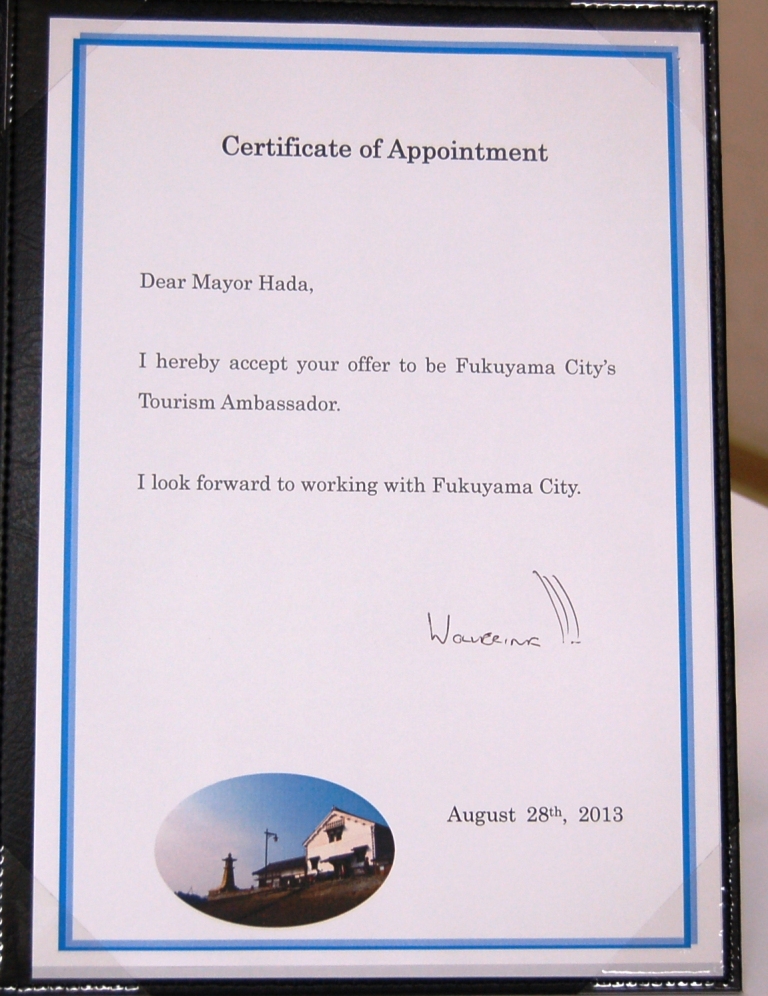 Certificate of Appointment
Dear Mayor Hada,
I hereby accept your offer to be Fukuyama City's
Tourism Ambassador.
I look forward to working with Fukuyama City.
Wolverine
August 28th, 2013